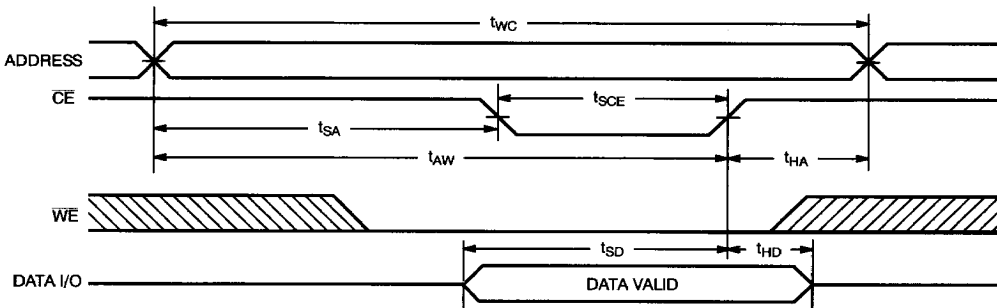 tWC
ADDRESS
CE
tSCE
tSA
tAW
tHA
WE
tSD
tHD
DATA I/O
DATA VALID